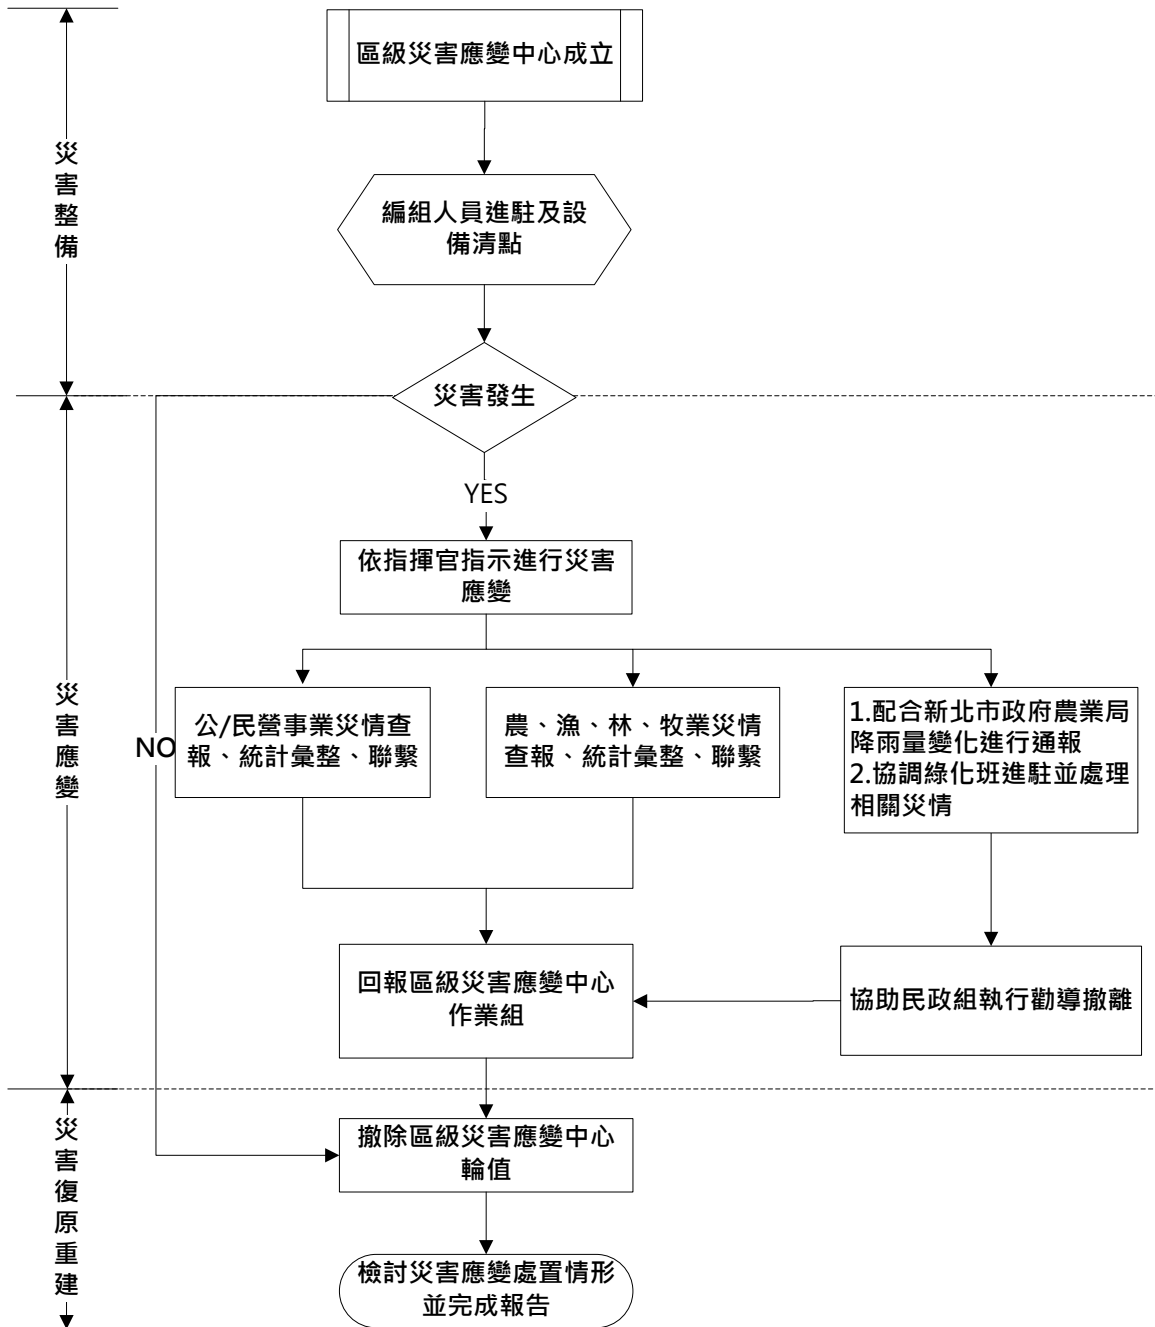 區級災害應變中心成立
災害整備
編組人員進駐及設
備清點
災害發生
YES
依指揮官指示進行災害
應變
災害應變
NO
公/民營事業災情查
報、統計彙整、聯繫
農、漁、林、牧業災情
查報、統計彙整、聯繫
1.配合新北市政府農業局
降雨量變化進行通報
2.協調綠化班進駐並處理
相關災情
回報區級災害應變中心
作業組
協助民政組執行勸導撤離
災害復原重建
撤除區級災害應變中心
輪值
檢討災害應變處置情形
並完成報告